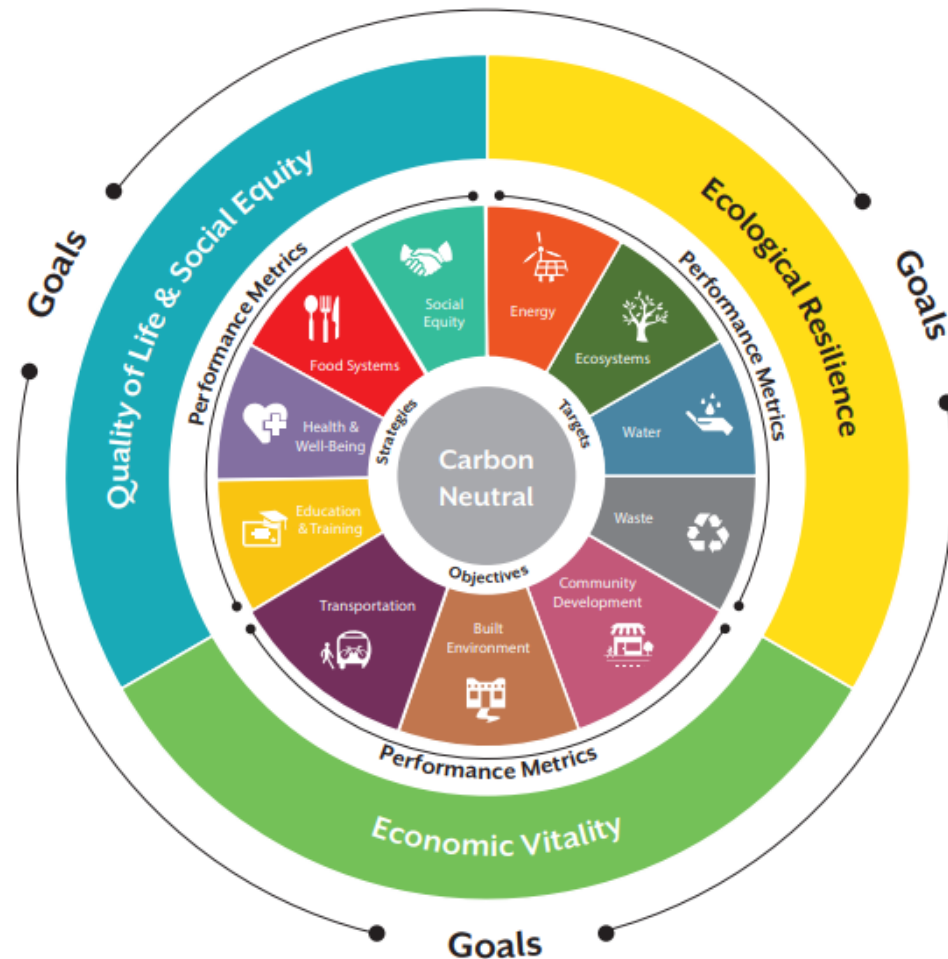 Goals
Goals
Quality of Life & Social Equity
Ecological Resilience
Performance Metrics
Performance Metrics
Social
Equity
Energy
Food Systems
Ecosystems
Health &
Well-Being
Water
Education
& Training
Waste
Strategies
Targets
Carbon
Neutral
Objectives
Transportation
Built
Environment
Community
Development
Performance Metrics
Economic Vitality
Goals